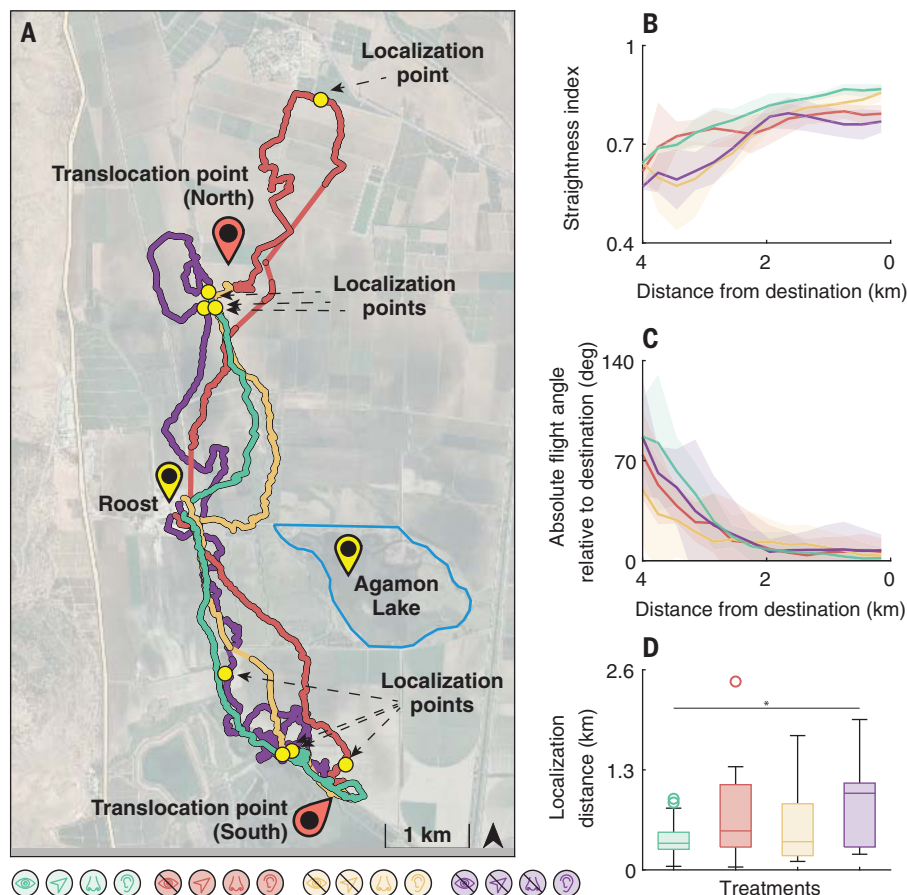 A
Localization
point
Translocation point
(North)
Localization
points
Roost
Agamon
Lake
Localization
points
Translocation point
(South)
1 km
B
1
0.7
0.4
Straightness index
4
2
0
Distance from destination (km)
C
140
70
0
Absolute flight angle
relative to destination (deg)
4
2
0
Distance from destination (km)
D
2.6
1.3
0
Localization
distance (km)
*
Treatments